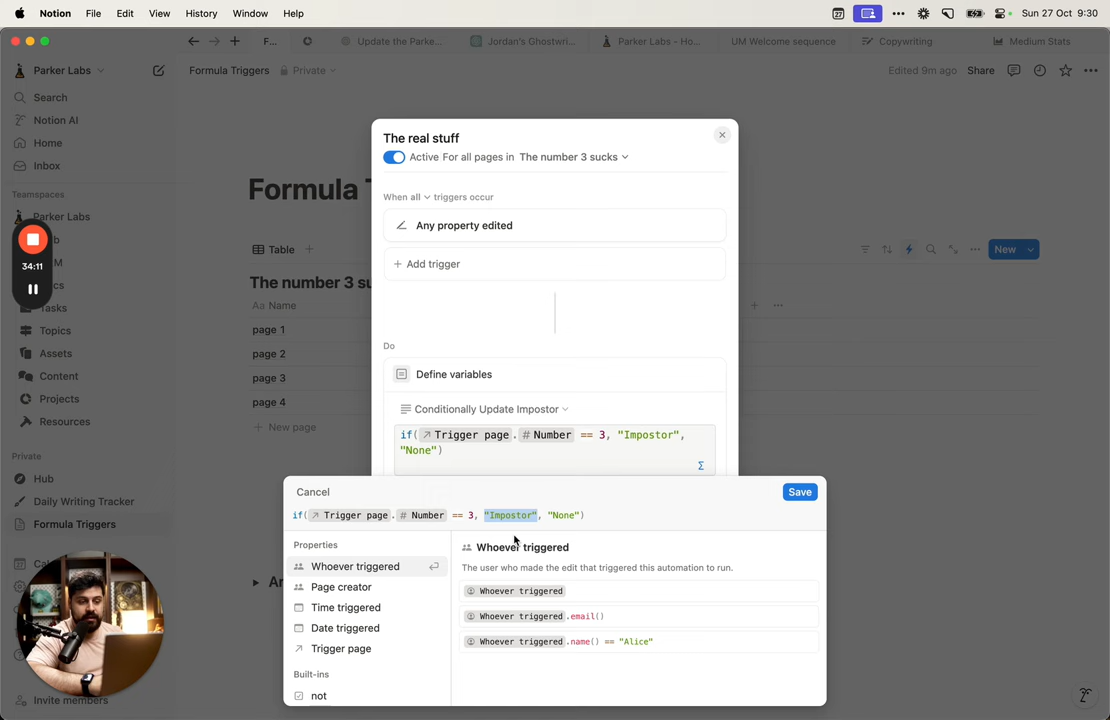 Notion File Edit View History Window Help
27 Sun 27 Oct 9:30
F... Update the Parke... Jordan's Ghostwri... Parker Labs - Ho... UM Welcome sequence Copywriting Medium Stats
Parker Labs
Formula Triggers Private
Edited 9m ago Share
Search
Notion AI
Home
Inbox
Teamspaces
Parker Labs
Tasks
Topics
Assets
Content
Projects
Resources
Private
Hub
Daily Writing Tracker
Formula Triggers
Invite members
34:11
Formula T
Table
New
The number 3 su
Aa Name
page 1
page 2
page 3
page 4
New page
The real stuff
Active For all pages in The number 3 sucks
When all triggers occur
Any property edited
Add trigger
Do
Define variables
Conditionally Update Impostor
if( Trigger page . # Number == 3, "Impostor",
"None")
Σ
Cancel
Save
if( Trigger page . # Number == 3, "Impostor", "None")
Properties
Whoever triggered
Page creator
Time triggered
Date triggered
Trigger page
Built-ins
not
Whoever triggered
The user who made the edit that triggered this automation to run.
Whoever triggered
Whoever triggered .email()
Whoever triggered .name() == "Alice"